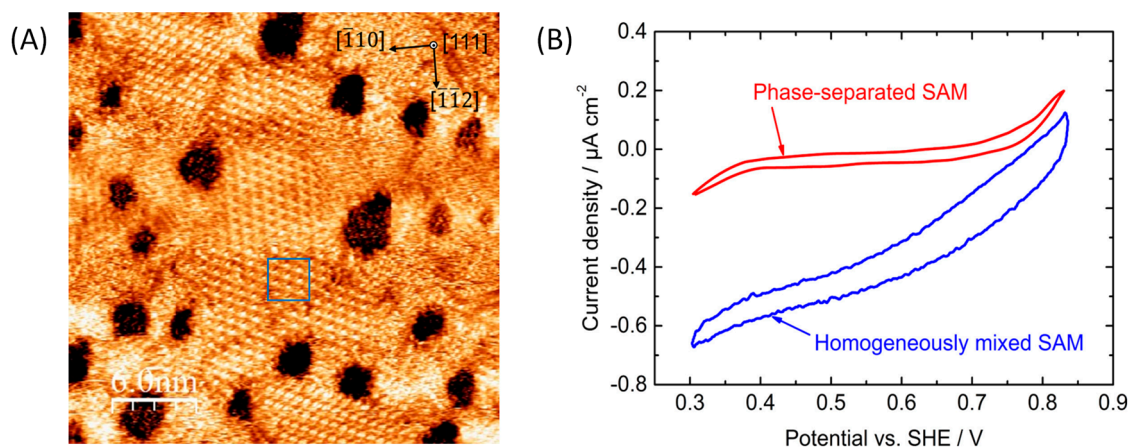 (A)
[1̅10]
[111]
[1̅1̅2]
6.0nm
(B)
0.4
0.2
0.0
-0.2
-0.4
-0.6
-0.8
Current density / µA cm⁻²
Phase-separated SAM
Homogeneously mixed SAM
0.3 0.4 0.5 0.6 0.7 0.8 0.9
Potential vs. SHE / V